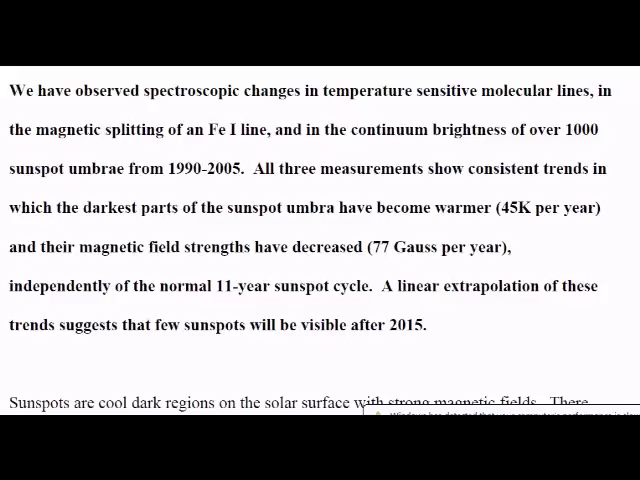 We have observed spectroscopic changes in temperature sensitive molecular lines, in
the magnetic splitting of an Fe I line, and in the continuum brightness of over 1000
sunspot umbrae from 1990-2005.  All three measurements show consistent trends in
which the darkest parts of the sunspot umbra have become warmer (45K per year)
and their magnetic field strengths have decreased (77 Gauss per year),
independently of the normal 11-year sunspot cycle.  A linear extrapolation of these
trends suggests that few sunspots will be visible after 2015.
Sunspots are cool dark regions on the solar surface with strong magnetic fields.  There